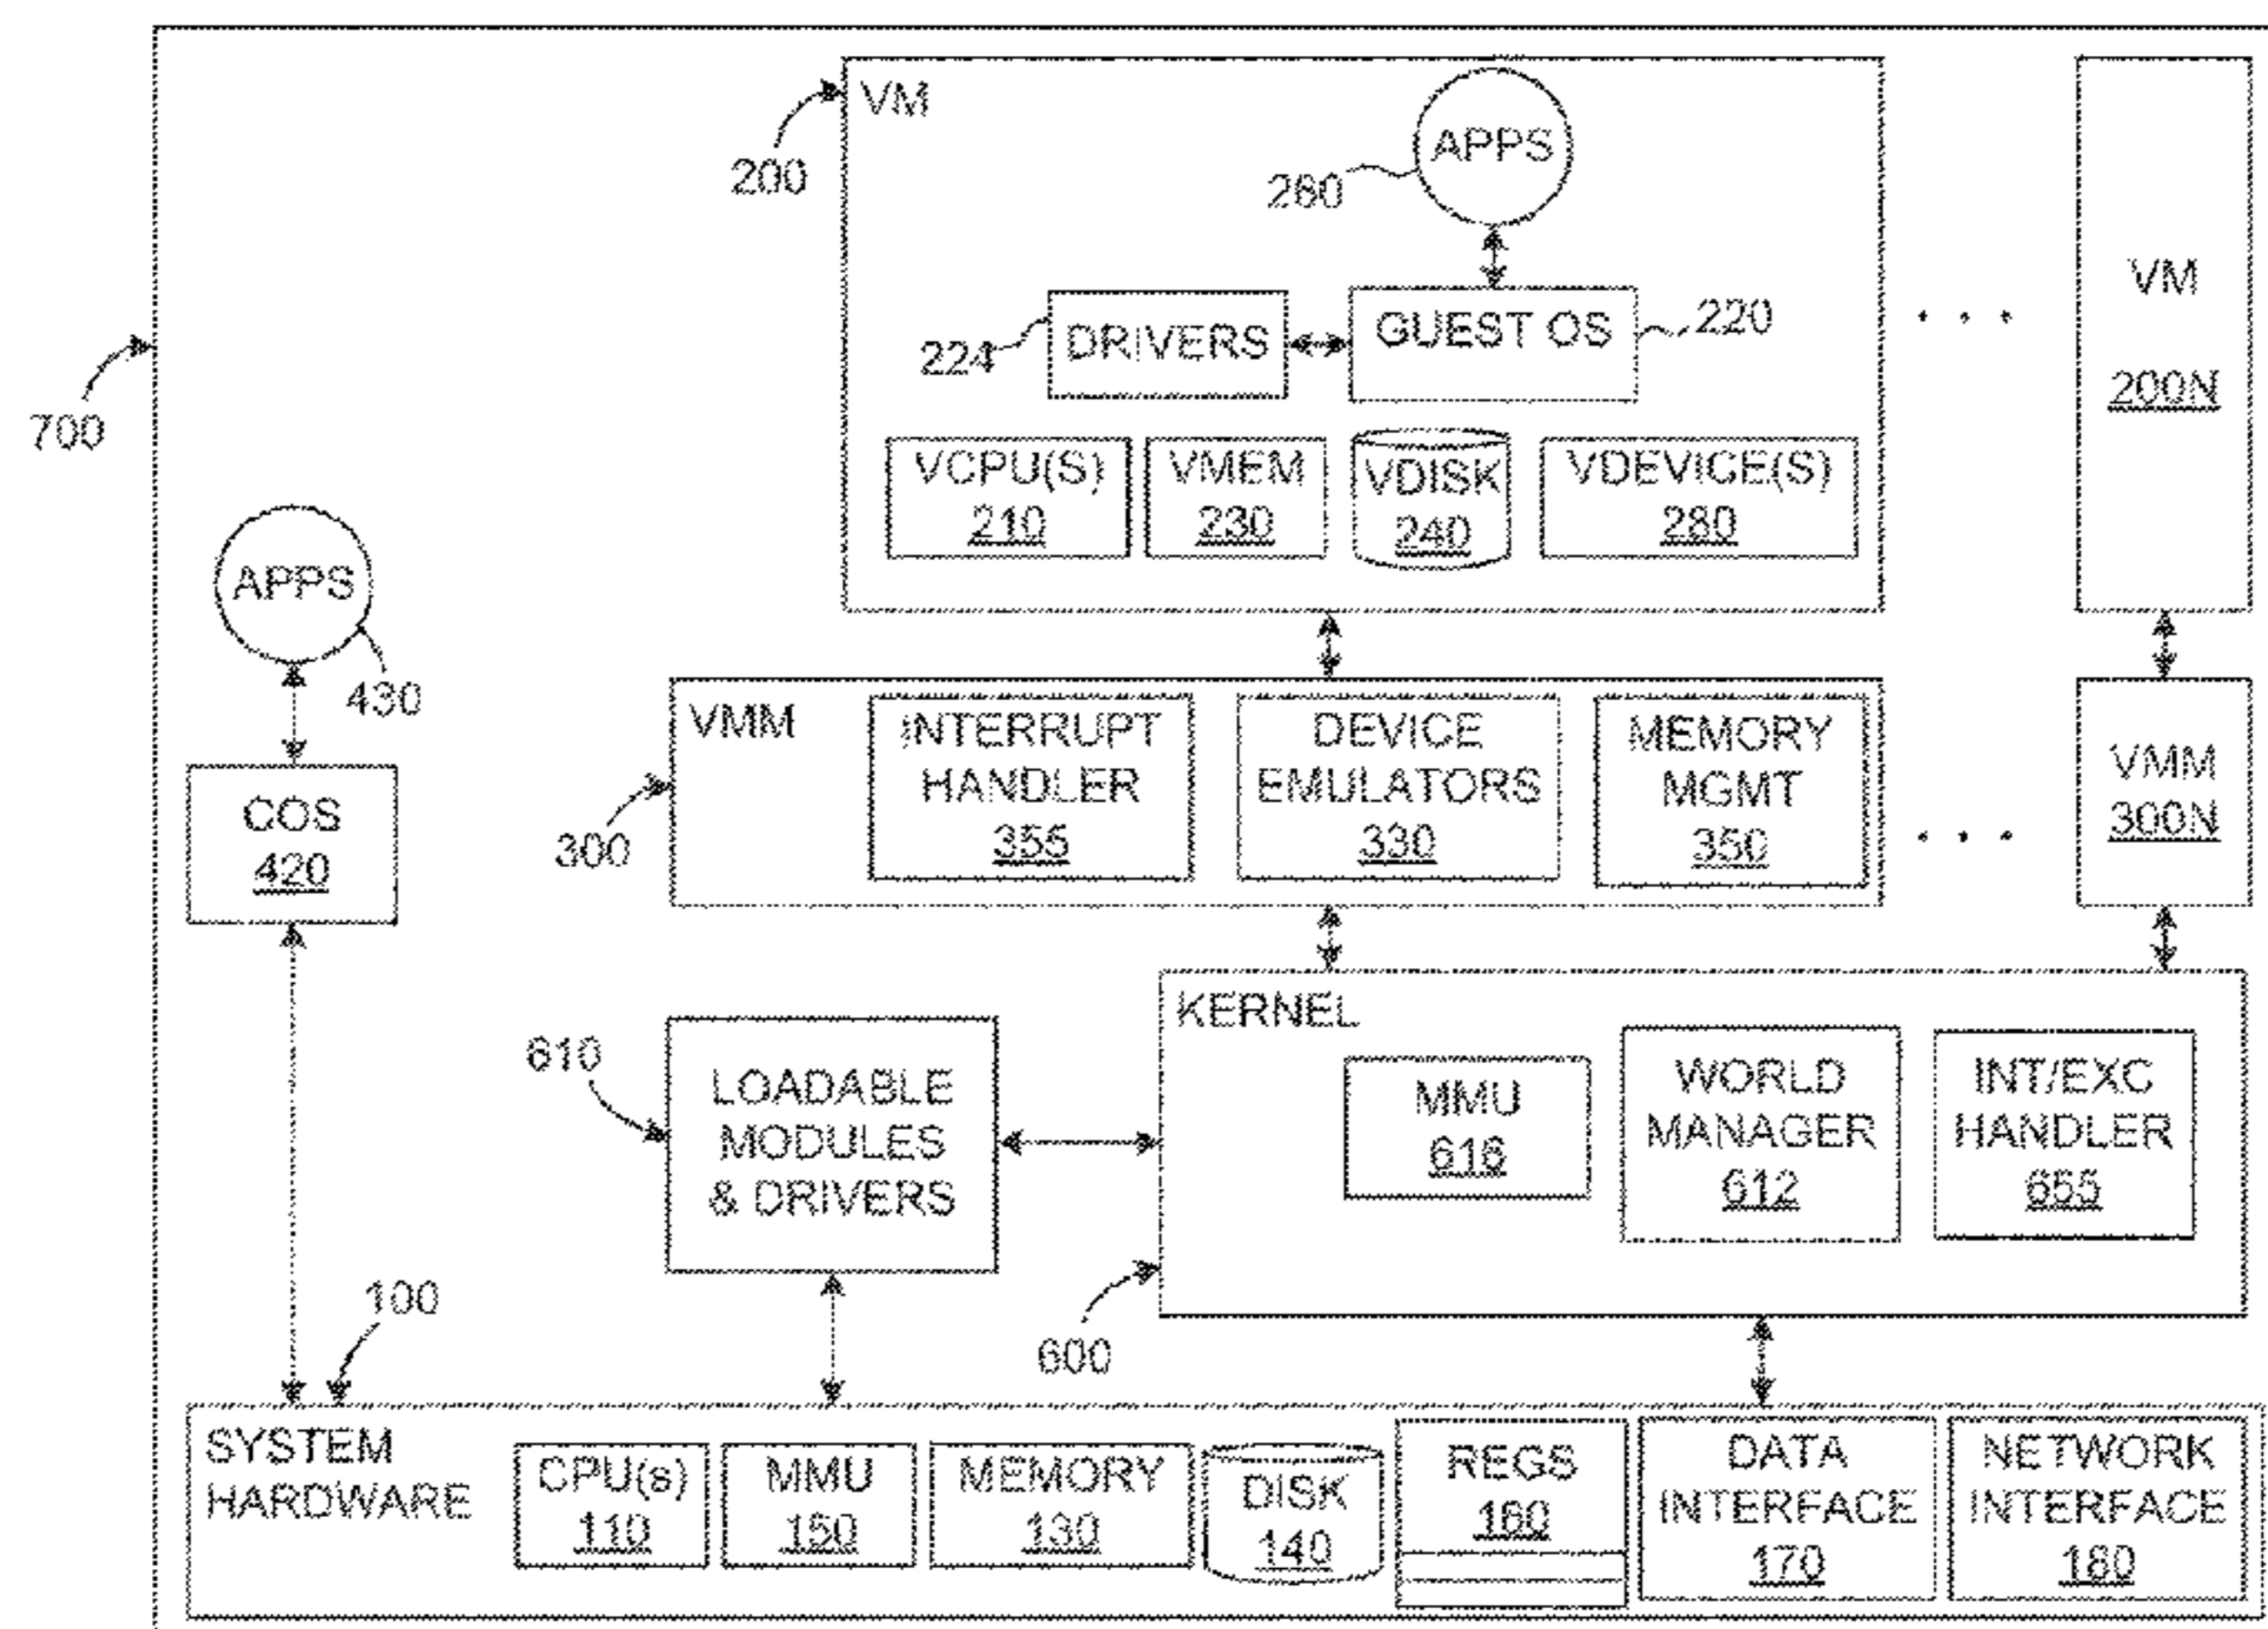 VM
200
APPS
260
DRIVERS
224
GUEST OS
220
VCPU(S)
210
VMEM
230
VDISK
240
VDEVICE(S)
280
. . .
VM
200N
700
APPS
430
COS
420
VMM
300
INTERRUPT
HANDLER
355
DEVICE
EMULATORS
330
MEMORY
MGMT
350
. . .
VMM
300N
610
LOADABLE
MODULES
& DRIVERS
KERNEL
600
MMU
616
WORLD
MANAGER
612
INT/EXC
HANDLER
655
100
SYSTEM
HARDWARE
CPU(s)
110
MMU
150
MEMORY
130
DISK
140
REGS
160
DATA
INTERFACE
170
NETWORK
INTERFACE
180